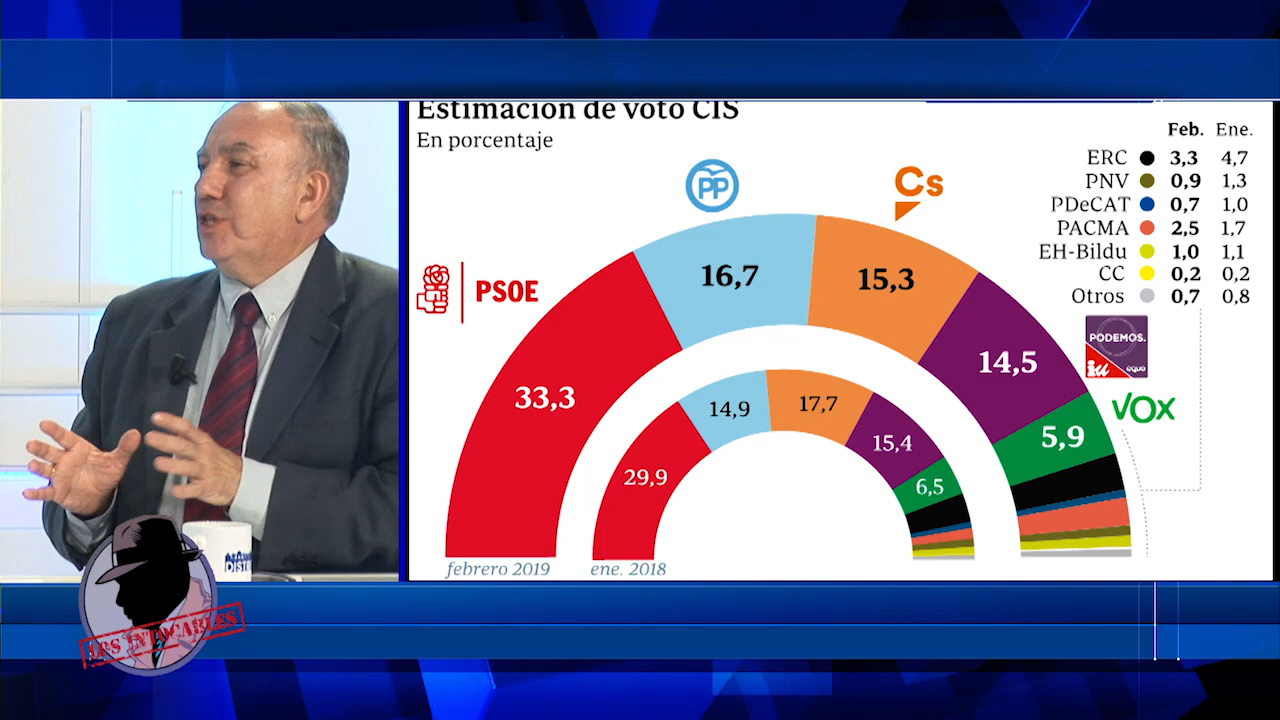 Estimación de voto CIS
En porcentaje
Feb. Ene.
ERC 3,3 4,7
PNV 0,9 1,3
PDeCAT 0,7 1,0
PACMA 2,5 1,7
EH-Bildu 1,0 1,1
CC 0,2 0,2
Otros 0,7 0,8
PP
Cs
PSOE
PODEMOS.
iu equo
VOX
33,3
16,7
15,3
14,5
5,9
29,9
14,9
17,7
15,4
6,5
febrero 2019
ene. 2018
LOS INTOCABLES